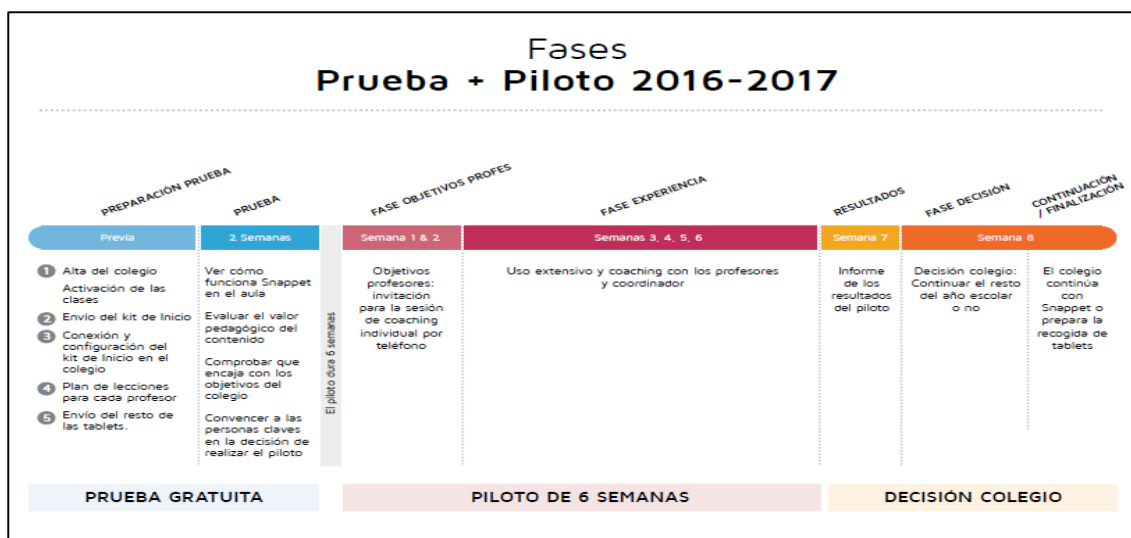 Fases
Prueba + Piloto 2016-2017
PREPARACIÓN PRUEBA
PRUEBA
FASE OBJETIVOS PROFES
FASE EXPERIENCIA
RESULTADOS
FASE DECISIÓN
CONTINUACIÓN
/ FINALIZACIÓN
Previa
2 Semanas
Semana 1 & 2
Semanas 3, 4, 5, 6
Semana 7
Semana 8
1 Alta del colegio
Activación de las
clases
2 Envío del kit de Inicio
3 Conexión y
configuración del
kit de Inicio en el
colegio
4 Plan de lecciones
para cada profesor
5 Envío del resto de
las tablets.
Ver cómo
funciona Snappet
en el aula
Evaluar el valor
pedagógico del
contenido
Comprobar que
encaja con los
objetivos del
colegio
Convencer a las
personas claves
en la decisión de
realizar el piloto
El piloto dura 6 semanas
Objetivos
profesores:
invitación
para la sesión
de coaching
individual por
teléfono
Uso extensivo y coaching con los profesores
y coordinador
Informe
de los
resultados
del piloto
Decisión colegio:
Continuar el resto
del año escolar
o no
El colegio
continúa
con
Snappet o
prepara la
recogida de
tablets
PRUEBA GRATUITA
PILOTO DE 6 SEMANAS
DECISIÓN COLEGIO